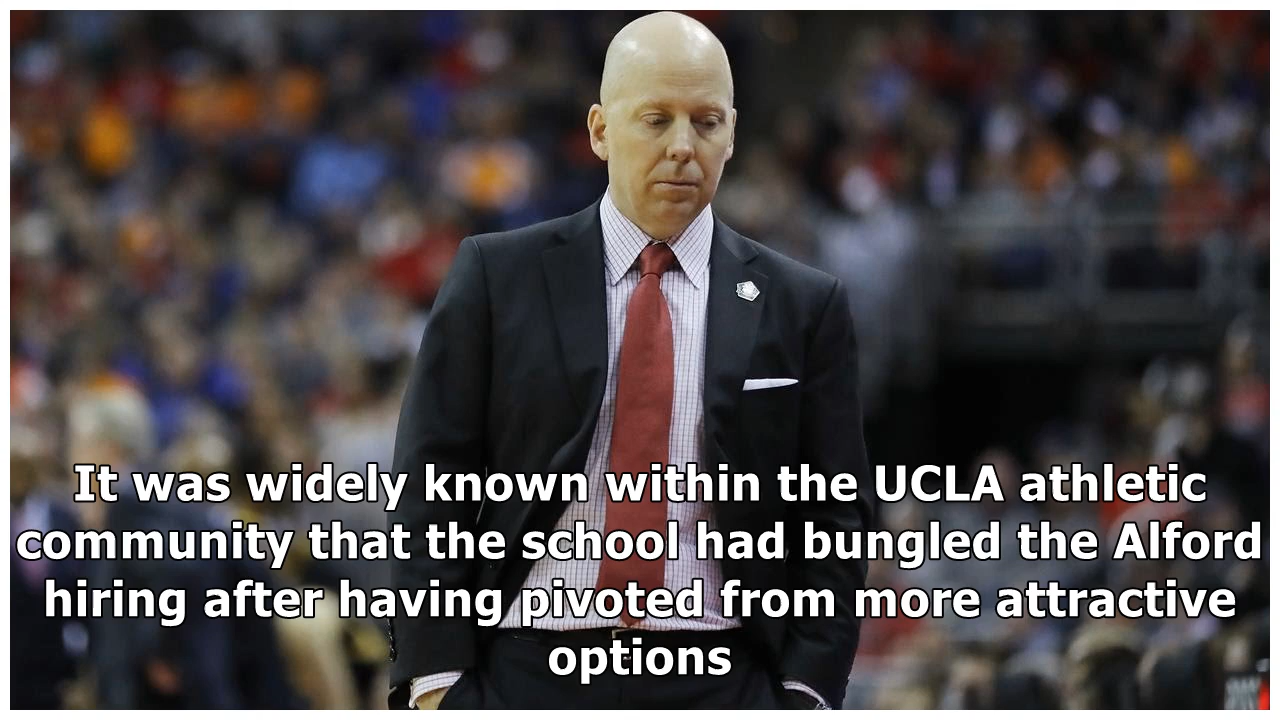 It was widely known within the UCLA athletic
community that the school had bungled the Alford
hiring after having pivoted from more attractive
options